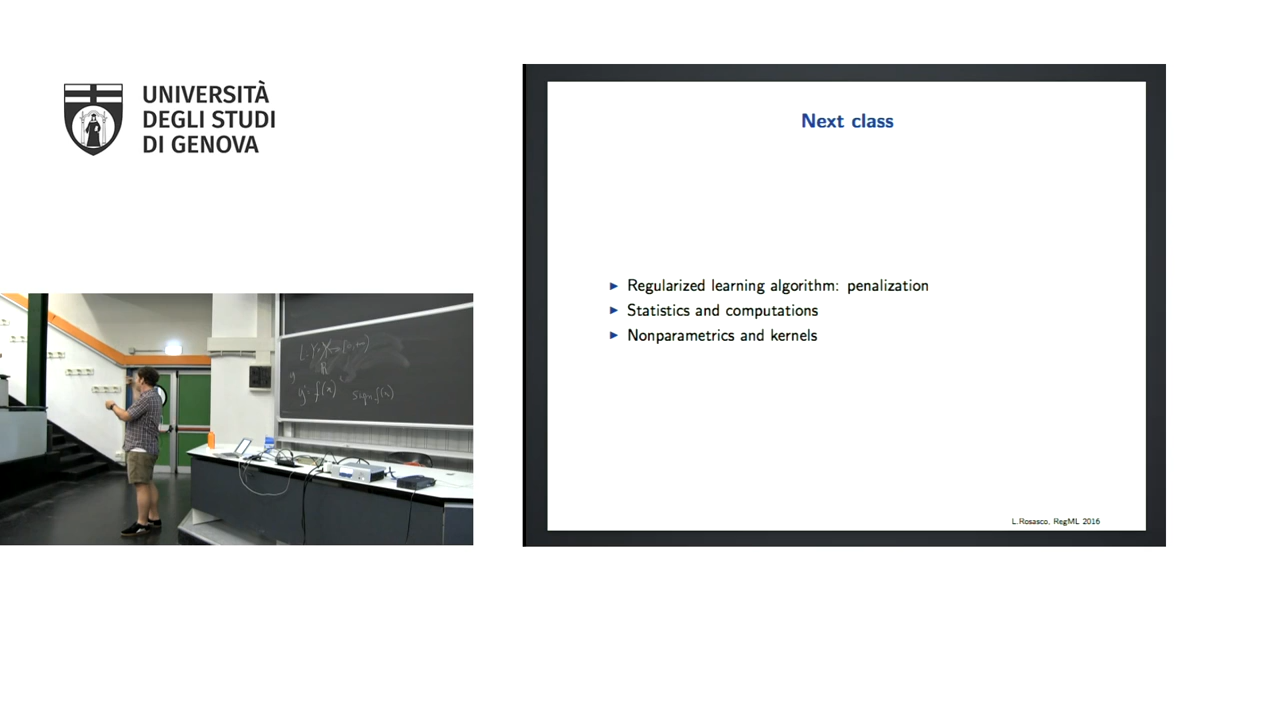 UNIVERSITÀ
DEGLI STUDI
DI GENOVA
Next class
► Regularized learning algorithm: penalization
► Statistics and computations
► Nonparametrics and kernels
L.Rosasco, RegML 2016
R
y f(x) sign f(x)